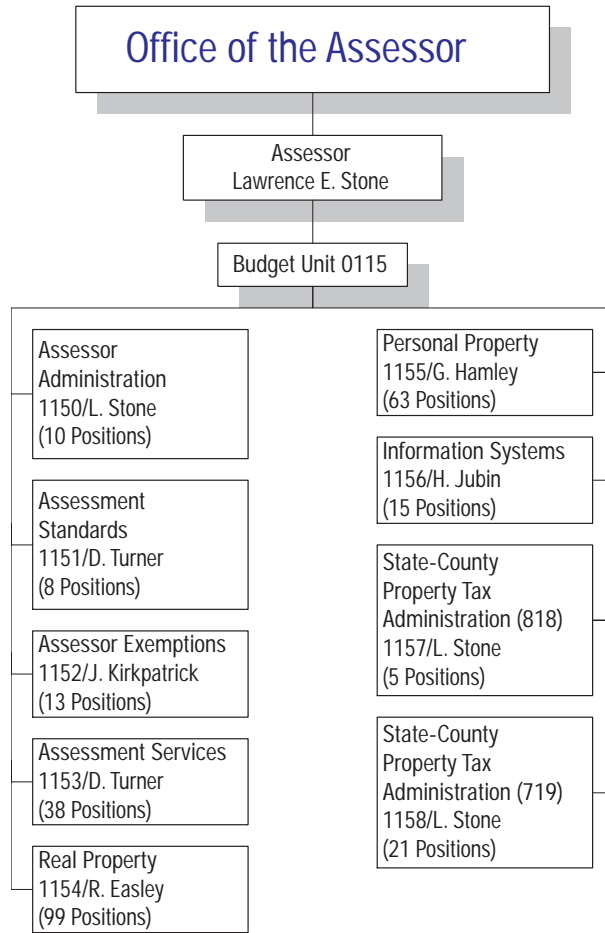 Office of the Assessor
Assessor
Lawrence E. Stone
Budget Unit 0115
Assessor
Administration
1150/L. Stone
(10 Positions)
Assessment
Standards
1151/D. Turner
(8 Positions)
Assessor Exemptions
1152/J. Kirkpatrick
(13 Positions)
Assessment Services
1153/D. Turner
(38 Positions)
Real Property
1154/R. Easley
(99 Positions)
Personal Property
1155/G. Hamley
(63 Positions)
Information Systems
1156/H. Jubin
(15 Positions)
State-County
Property Tax
Administration (818)
1157/L. Stone
(5 Positions)
State-County
Property Tax
Administration (719)
1158/L. Stone
(21 Positions)